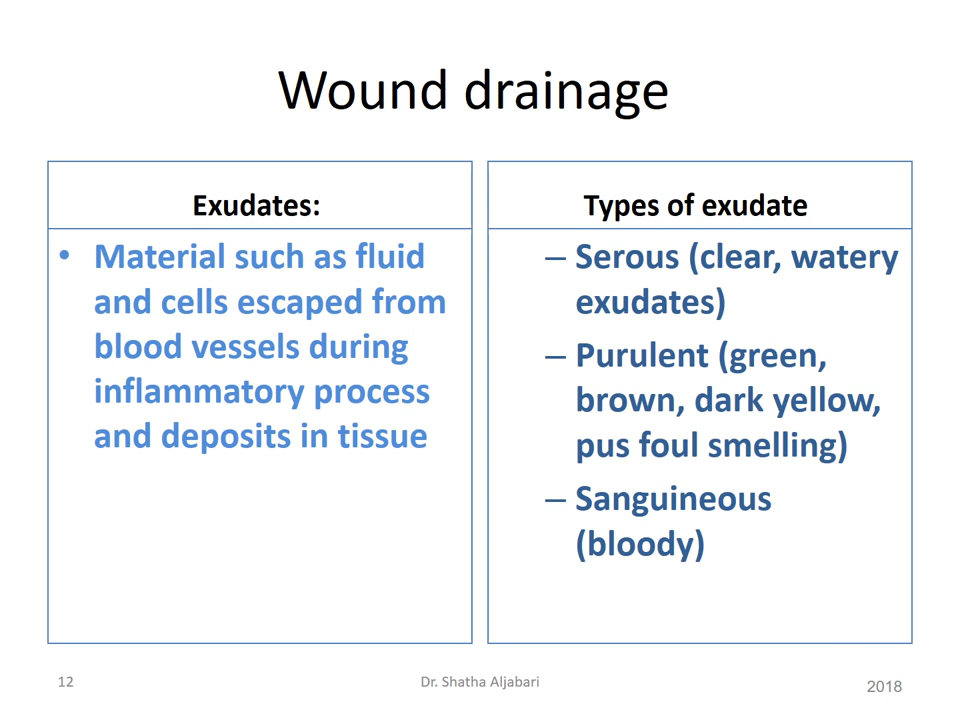 Wound drainage
Exudates:
• Material such as fluid
and cells escaped from
blood vessels during
inflammatory process
and deposits in tissue
Types of exudate
– Serous (clear, watery
exudates)
– Purulent (green,
brown, dark yellow,
pus foul smelling)
– Sanguineous
(bloody)
12
Dr. Shatha Aljabari
2018